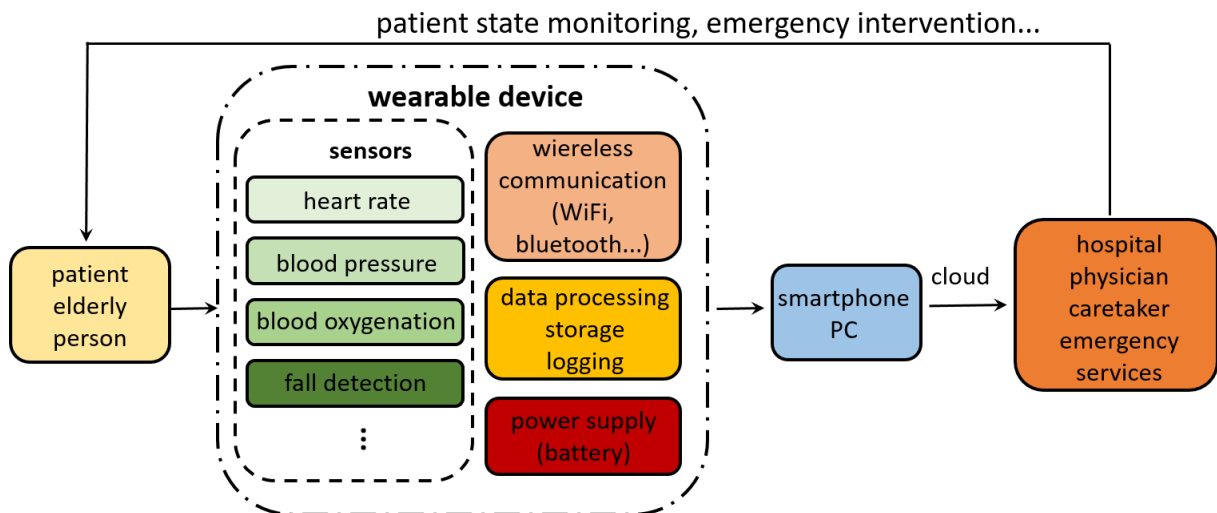 patient state monitoring, emergency intervention...
wearable device
sensors
heart rate
blood pressure
blood oxygenation
fall detection
...
wiereless
communication
(WiFi,
bluetooth...)
data processing
storage
logging
power supply
(battery)
patient
elderly
person
smartphone
PC
cloud
hospital
physician
caretaker
emergency
services